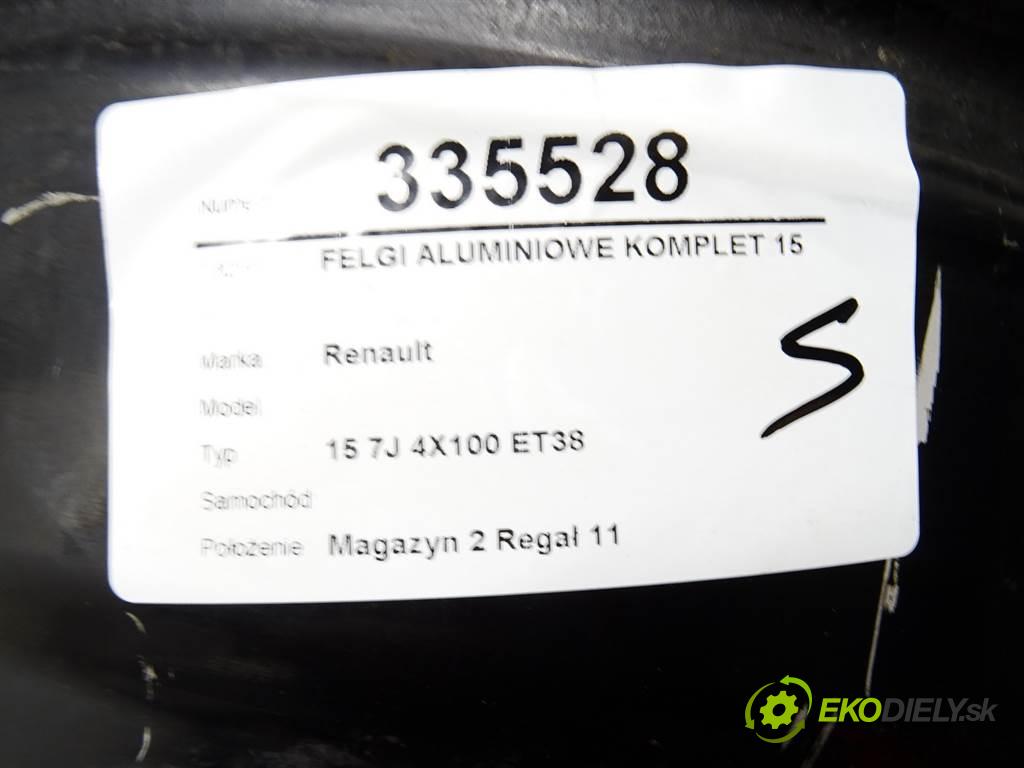 335528
FELGI ALUMINIOWE KOMPLET 15
Marka Renault
Model
Typ 15 7J 4X100 ET38
Samochód
Położenie Magazyn 2 Regał 11
S
EKODIELY.sk